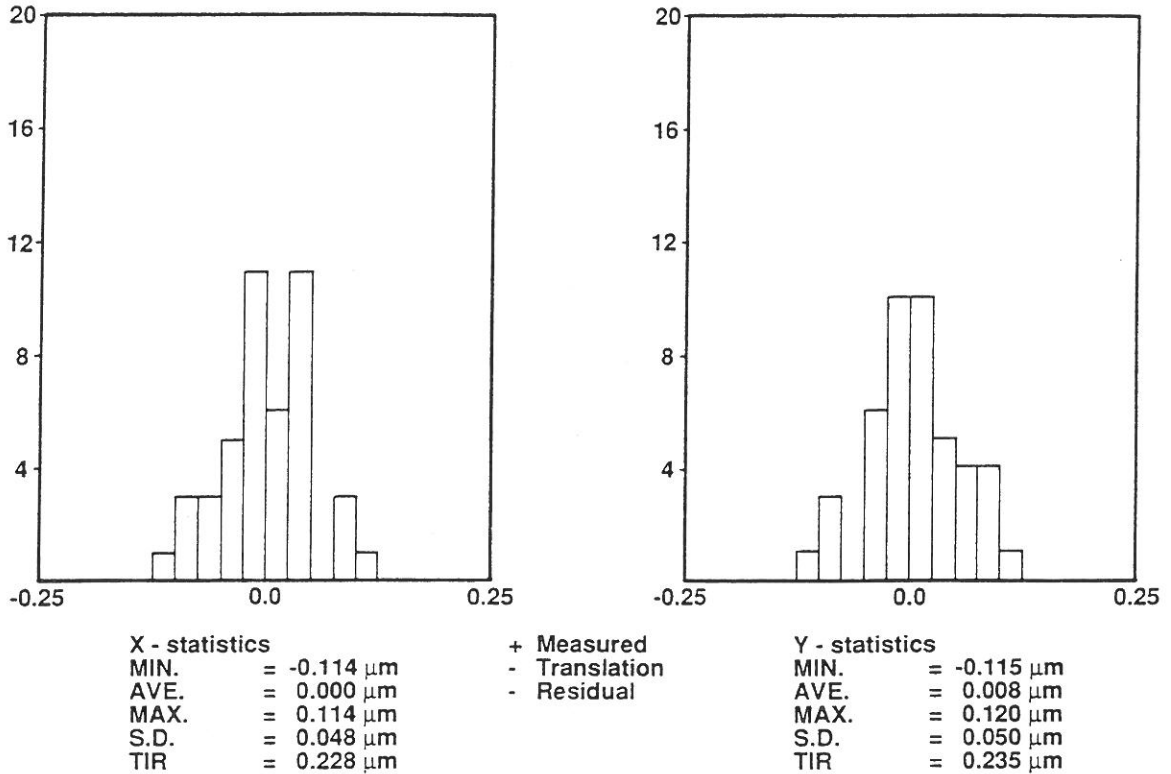 20
16
12
8
4
-0.25 0.0 0.25
20
16
12
8
4
-0.25 0.0 0.25
X - statistics
MIN. = -0.114 μm
AVE. = 0.000 μm
MAX. = 0.114 μm
S.D. = 0.048 μm
TIR = 0.228 μm
+ Measured
- Translation
- Residual
Y - statistics
MIN. = -0.115 μm
AVE. = 0.008 μm
MAX. = 0.120 μm
S.D. = 0.050 μm
TIR = 0.235 μm